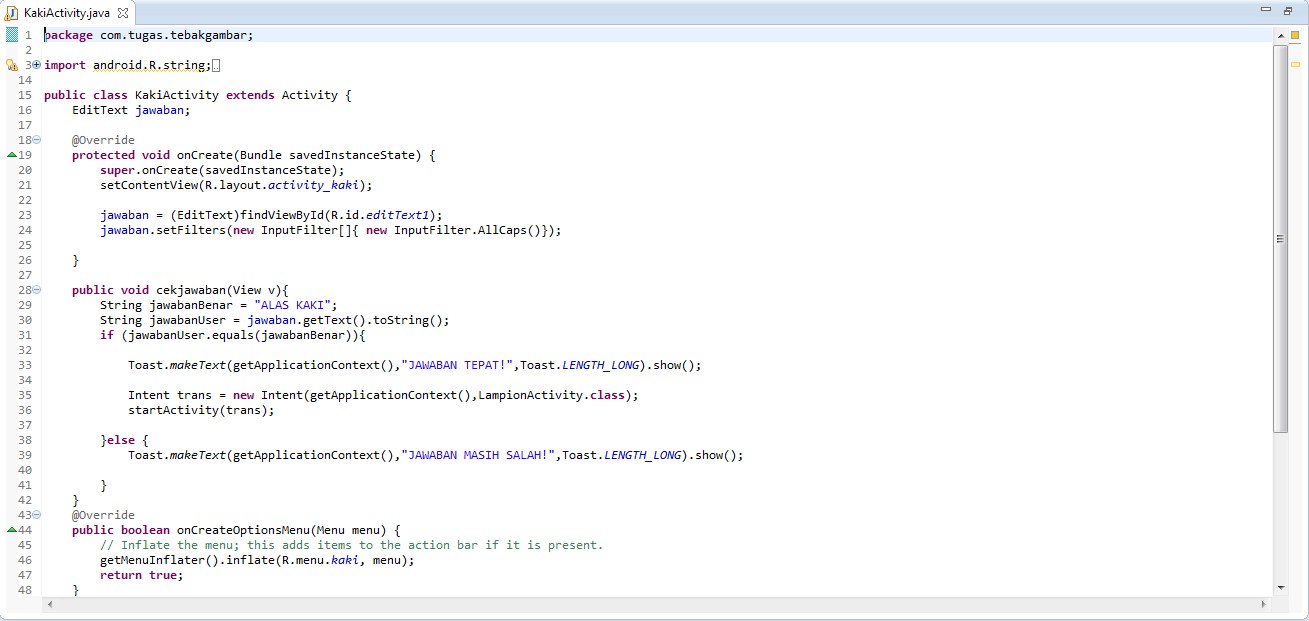 KakiActivity.java
1 package com.tugas.tebakgambar;
2
3 import android.R.string;
14
15 public class KakiActivity extends Activity {
16     EditText jawaban;
17
18     @Override
19     protected void onCreate(Bundle savedInstanceState) {
20         super.onCreate(savedInstanceState);
21         setContentView(R.layout.activity_kaki);
22
23         jawaban = (EditText)findViewById(R.id.editText1);
24         jawaban.setFilters(new InputFilter[]{ new InputFilter.AllCaps()});
25
26     }
27
28     public void cekjawaban(View v){
29         String jawabanBenar = "ALAS KAKI";
30         String jawabanUser = jawaban.getText().toString();
31         if (jawabanUser.equals(jawabanBenar)){
32
33             Toast.makeText(getApplicationContext(),"JAWABAN TEPAT!",Toast.LENGTH_LONG).show();
34
35             Intent trans = new Intent(getApplicationContext(),LampionActivity.class);
36             startActivity(trans);
37
38         }else {
39             Toast.makeText(getApplicationContext(),"JAWABAN MASIH SALAH!",Toast.LENGTH_LONG).show();
40
41         }
42     }
43     @Override
44     public boolean onCreateOptionsMenu(Menu menu) {
45         // Inflate the menu; this adds items to the action bar if it is present.
46         getMenuInflater().inflate(R.menu.kaki, menu);
47         return true;
48     }